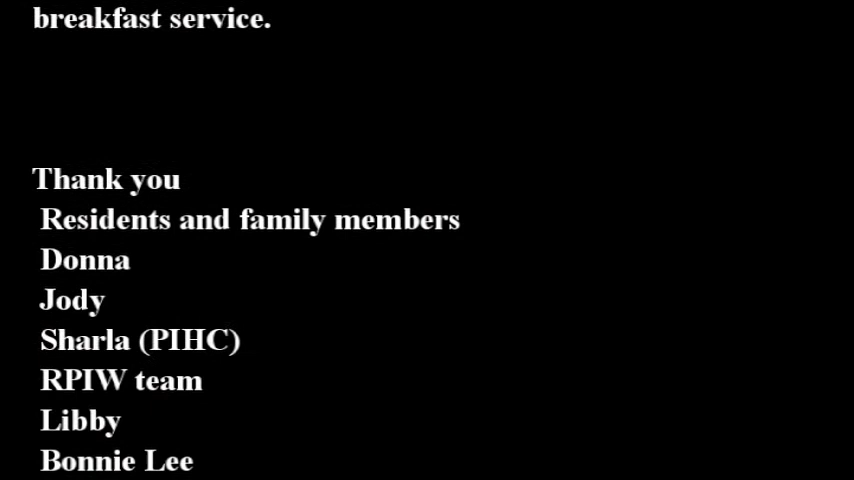 breakfast service.
Thank you
Residents and family members
Donna
Jody
Sharla (PIHC)
RPIW team
Libby
Bonnie Lee